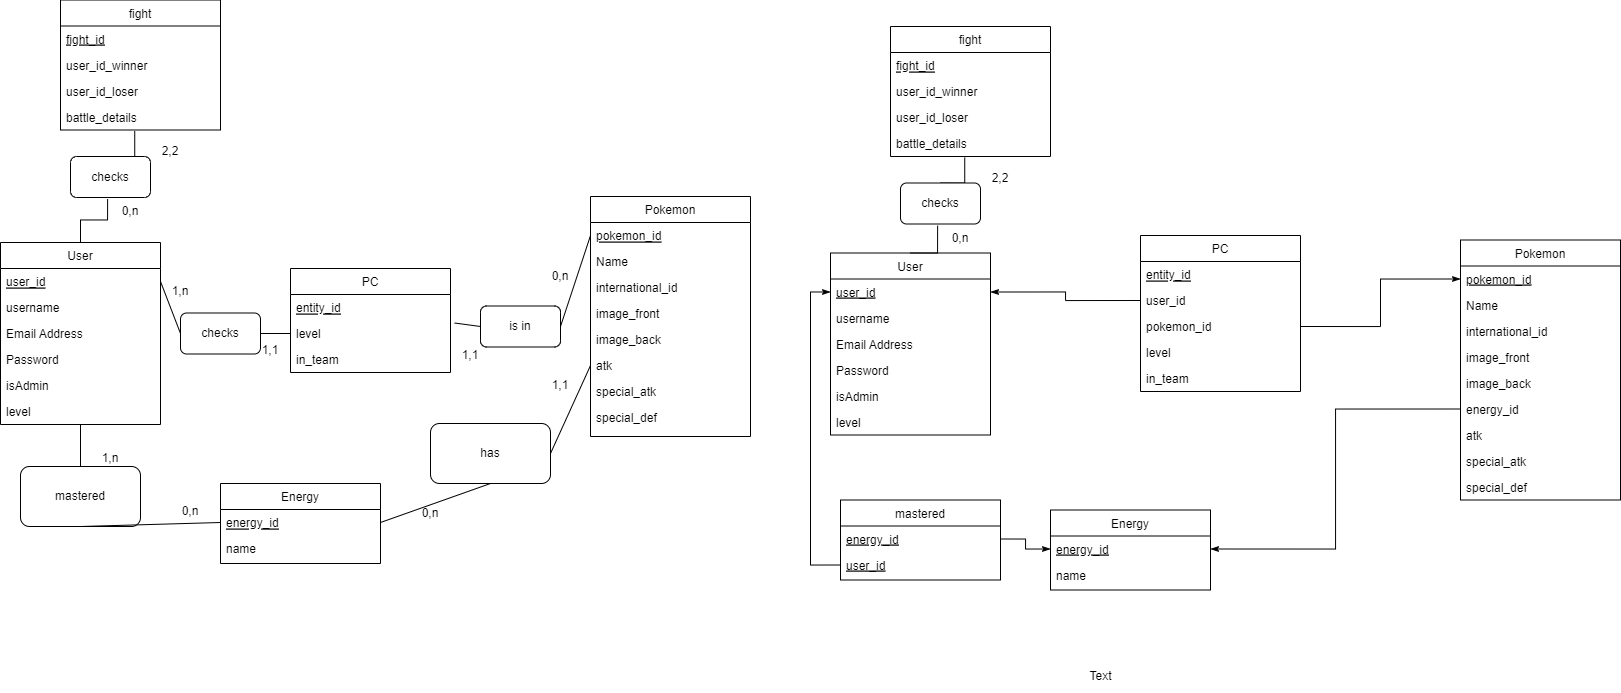 fight
fight_id
user_id_winner
user_id_loser
battle_details
2,2
checks
0,n
User
user_id
username
Email Address
Password
isAdmin
level
1,n
checks
1,1
PC
entity_id
level
in_team
1,1
is in
0,n
Pokemon
pokemon_id
Name
international_id
image_front
image_back
atk
special_atk
special_def
1,1
has
0,n
1,n
mastered
0,n
Energy
energy_id
name
fight
fight_id
user_id_winner
user_id_loser
battle_details
2,2
checks
0,n
User
user_id
username
Email Address
Password
isAdmin
level
PC
entity_id
user_id
pokemon_id
level
in_team
Pokemon
pokemon_id
Name
international_id
image_front
image_back
energy_id
atk
special_atk
special_def
mastered
energy_id
user_id
Energy
energy_id
name
Text